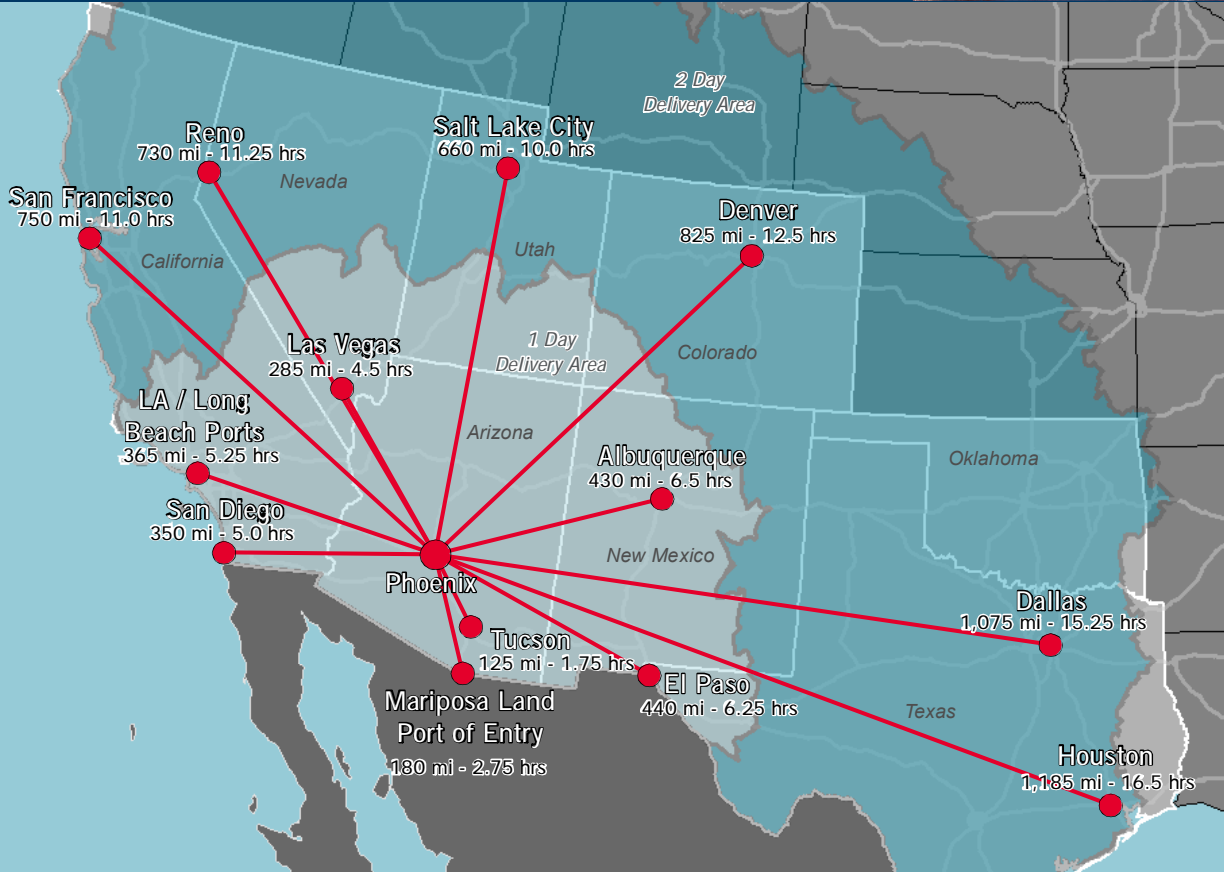 2 Day
Delivery Area
Reno
730 mi - 11.25 hrs
Salt Lake City
660 mi - 10.0 hrs
Nevada
San Francisco
750 mi - 11.0 hrs
Denver
825 mi - 12.5 hrs
California
Utah
Las Vegas
285 mi - 4.5 hrs
1 Day
Delivery Area
Colorado
LA / Long
Beach Ports
365 mi - 5.25 hrs
Arizona
Albuquerque
430 mi - 6.5 hrs
Oklahoma
San Diego
350 mi - 5.0 hrs
New Mexico
Phoenix
Dallas
1,075 mi - 15.25 hrs
Tucson
125 mi - 1.75 hrs
El Paso
440 mi - 6.25 hrs
Mariposa Land
Port of Entry
180 mi - 2.75 hrs
Texas
Houston
1,185 mi - 16.5 hrs